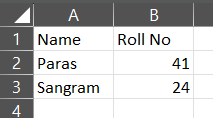 A B
1 Name Roll No
2 Paras 41
3 Sangram 24
4